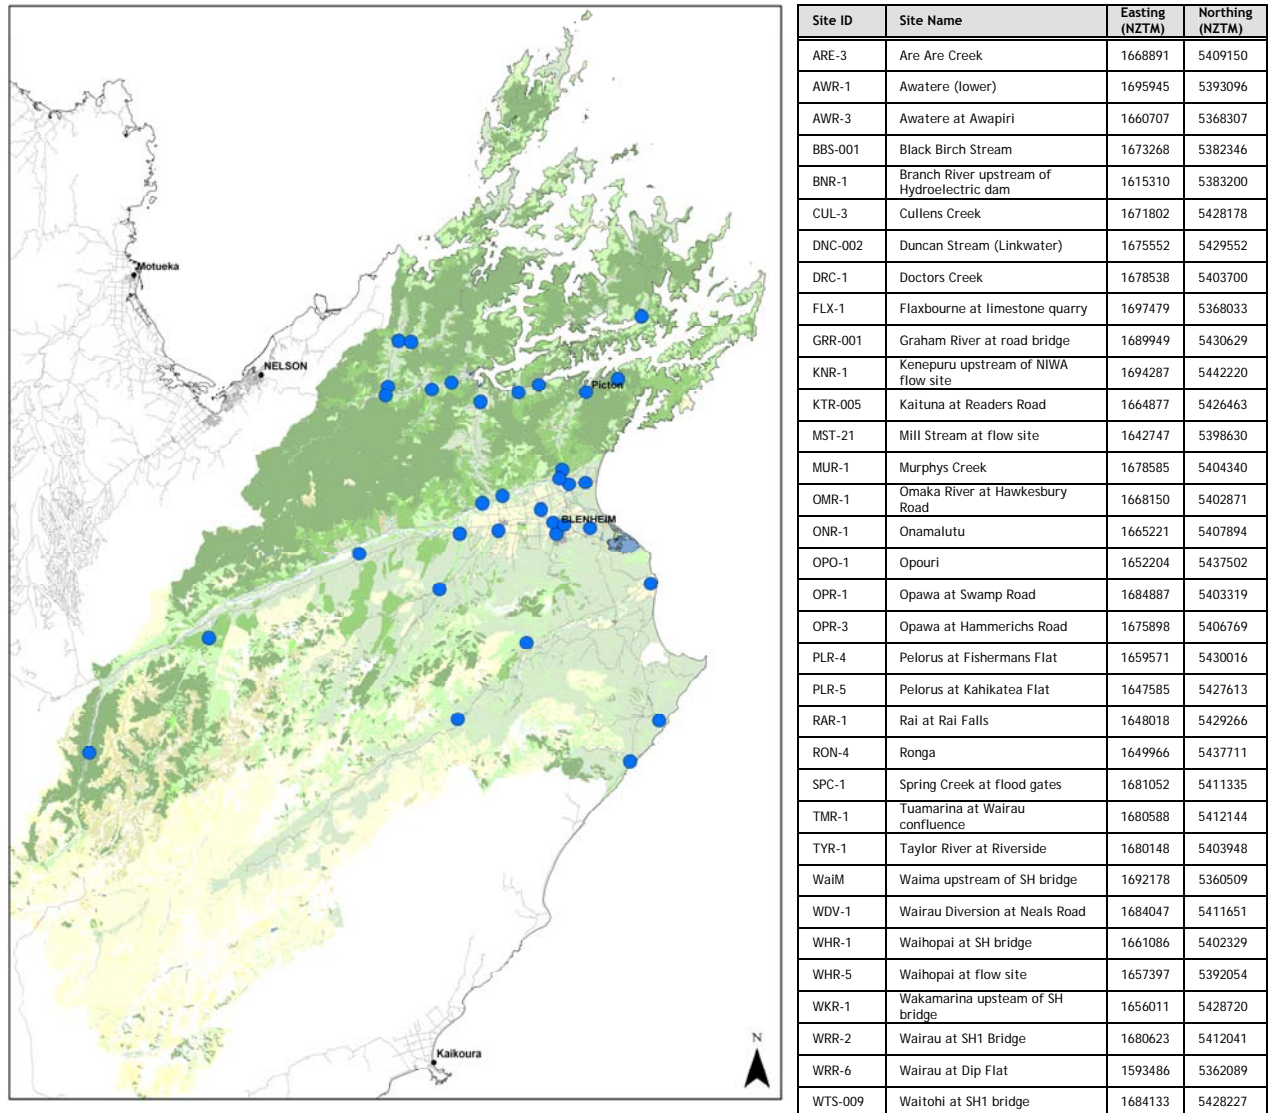 Motueka
NELSON
Picton
BLENHEIM
Kaikoura
N
Site ID Site Name Easting (NZTM) Northing (NZTM)
ARE-3 Are Are Creek 1668891 5409150
AWR-1 Awatere (lower) 1695945 5393096
AWR-3 Awatere at Awapiri 1660707 5368307
BBS-001 Black Birch Stream 1673268 5382346
BNR-1 Branch River upstream of Hydroelectric dam 1615310 5383200
CUL-3 Cullens Creek 1671802 5428178
DNC-002 Duncan Stream (Linkwater) 1675552 5429552
DRC-1 Doctors Creek 1678538 5403700
FLX-1 Flaxbourne at limestone quarry 1697479 5368033
GRR-001 Graham River at road bridge 1689949 5430629
KNR-1 Kenepuru upstream of NIWA flow site 1694287 5442220
KTR-005 Kaituna at Readers Road 1664877 5426463
MST-21 Mill Stream at flow site 1642747 5398630
MUR-1 Murphys Creek 1678585 5404340
OMR-1 Omaka River at Hawkesbury Road 1668150 5402871
ONR-1 Onamalutu 1665221 5407894
OPO-1 Opouri 1652204 5437502
OPR-1 Opawa at Swamp Road 1684887 5403319
OPR-3 Opawa at Hammerichs Road 1675898 5406769
PLR-4 Pelorus at Fishermans Flat 1659571 5430016
PLR-5 Pelorus at Kahikatea Flat 1647585 5427613
RAR-1 Rai at Rai Falls 1648018 5429266
RON-4 Ronga 1649966 5437711
SPC-1 Spring Creek at flood gates 1681052 5411335
TMR-1 Tuamarina at Wairau confluence 1680588 5412144
TYR-1 Taylor River at Riverside 1680148 5403948
WaiM Waima upstream of SH bridge 1692178 5360509
WDV-1 Wairau Diversion at Neals Road 1684047 5411651
WHR-1 Waihopai at SH bridge 1661086 5402329
WHR-5 Waihopai at flow site 1657397 5392054
WKR-1 Wakamarina upsteam of SH bridge 1656011 5428720
WRR-2 Wairau at SH1 Bridge 1680623 5412041
WRR-6 Wairau at Dip Flat 1593486 5362089
WTS-009 Waitohi at SH1 bridge 1684133 5428227